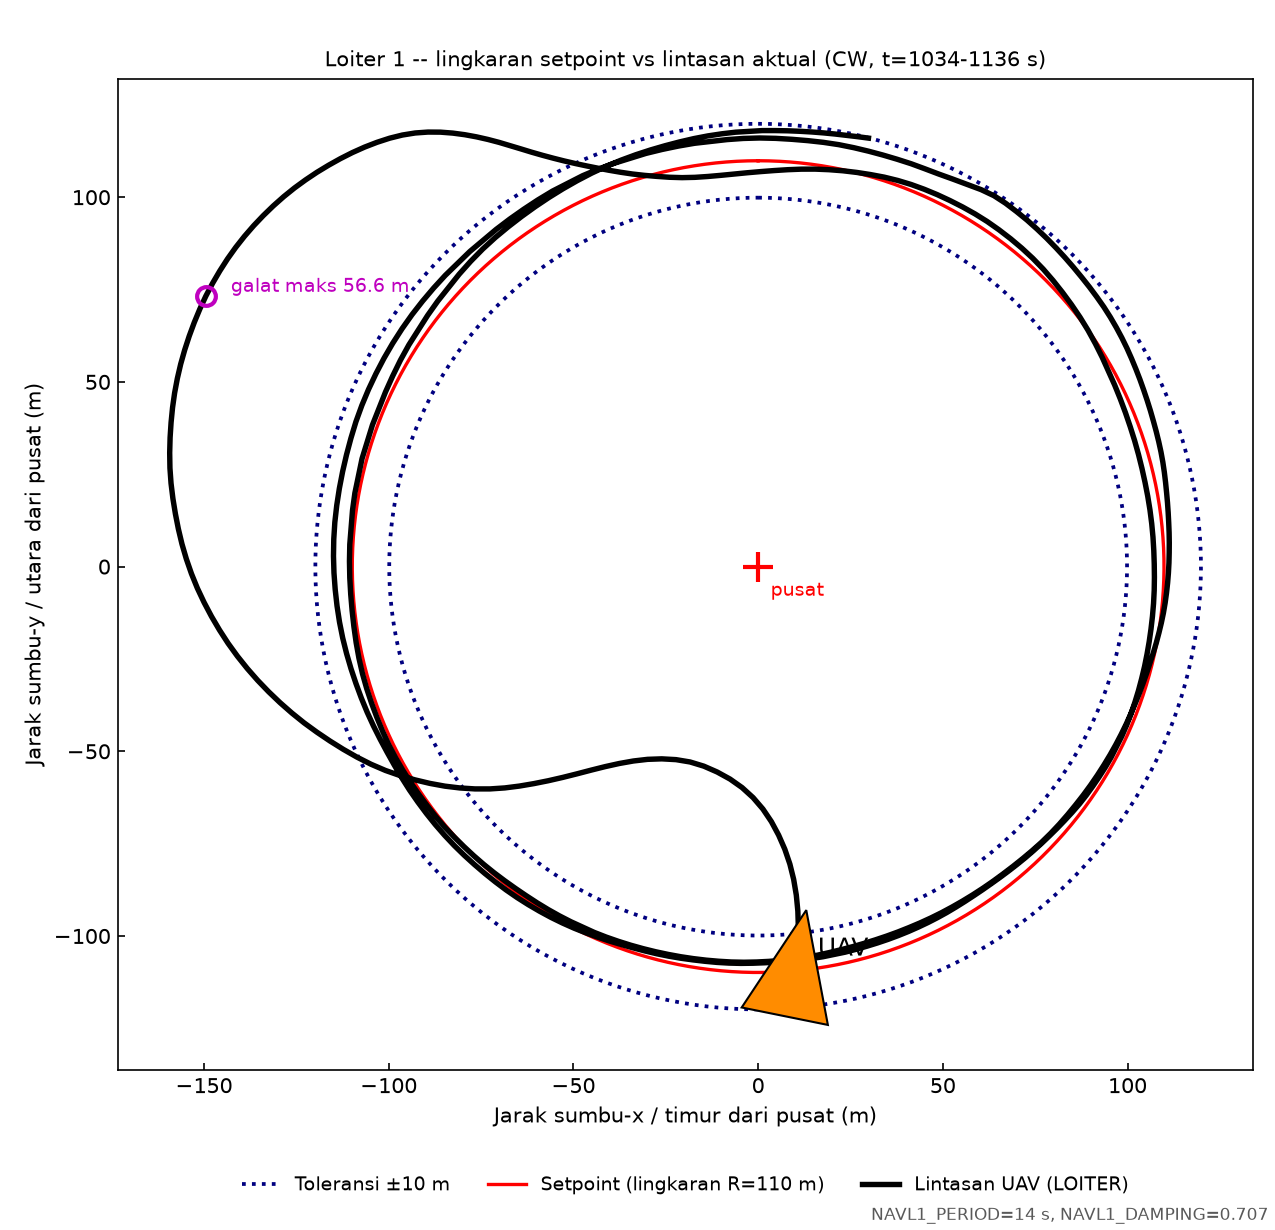 Loiter 1 -- lingkaran setpoint vs lintasan aktual (CW, t=1034-1136 s)
Jarak sumbu-y / utara dari pusat (m)
100
50
0
−50
−100
galat maks 56.6 m
pusat
UAV
−150
−100
−50
0
50
100
Jarak sumbu-x / timur dari pusat (m)
Toleransi ±10 m
Setpoint (lingkaran R=110 m)
Lintasan UAV (LOITER)
NAVL1_PERIOD=14 s, NAVL1_DAMPING=0.707